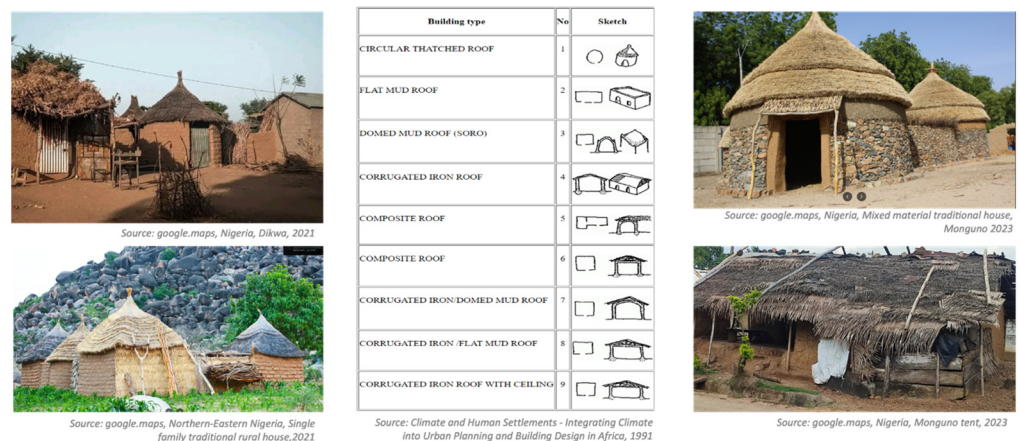 Source: google.maps, Nigeria, Dikwa, 2021
Source: google.maps, Northern-Eastern Nigeria, Single
family traditional rural house,2021
Building type No Sketch
CIRCULAR THATCHED ROOF 1
FLAT MUD ROOF 2
DOMED MUD ROOF (SORO) 3
CORRUGATED IRON ROOF 4
COMPOSITE ROOF 5
COMPOSITE ROOF 6
CORRUGATED IRON/DOMED MUD ROOF 7
CORRUGATED IRON /FLAT MUD ROOF 8
CORRUGATED IRON ROOF WITH CEILING 9
Source: Climate and Human Settlements - Integrating Climate
into Urban Planning and Building Design in Africa, 1991
Source: google.maps, Nigeria, Mixed material traditional house,
Monguno 2023
Source: google.maps, Nigeria, Monguno tent, 2023